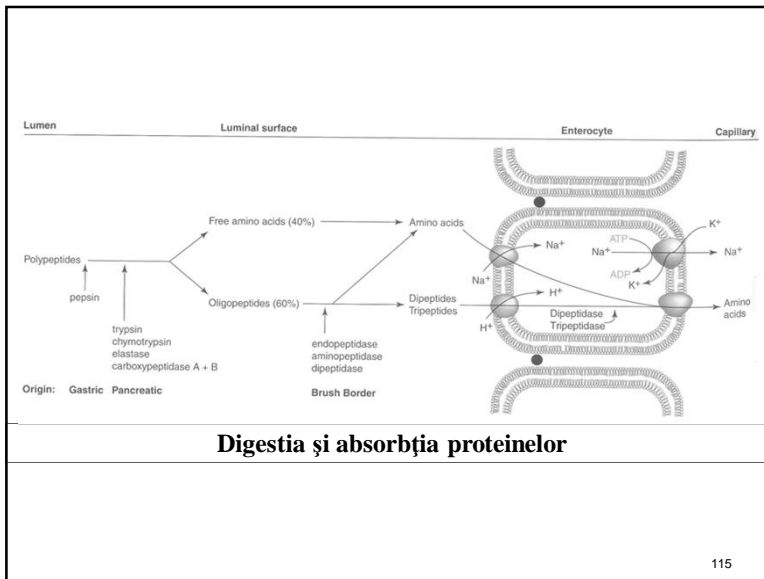 Lumen Luminal surface Enterocyte Capillary
Free amino acids (40%) Amino acids
Polypeptides
pepsin
Oligopeptides (60%) Dipeptides
Tripeptides
trypsin
chymotrypsin
elastase
carboxypeptidase A + B
endopeptidase
aminopeptidase
dipeptidase
Na⁺
Na⁺
H⁺
H⁺
Dipeptidase
Tripeptidase
ATP
ADP
Na⁺
K⁺
K⁺
Na⁺
Amino
acids
Origin: Gastric Pancreatic Brush Border
Digestia şi absorbţia proteinelor
115